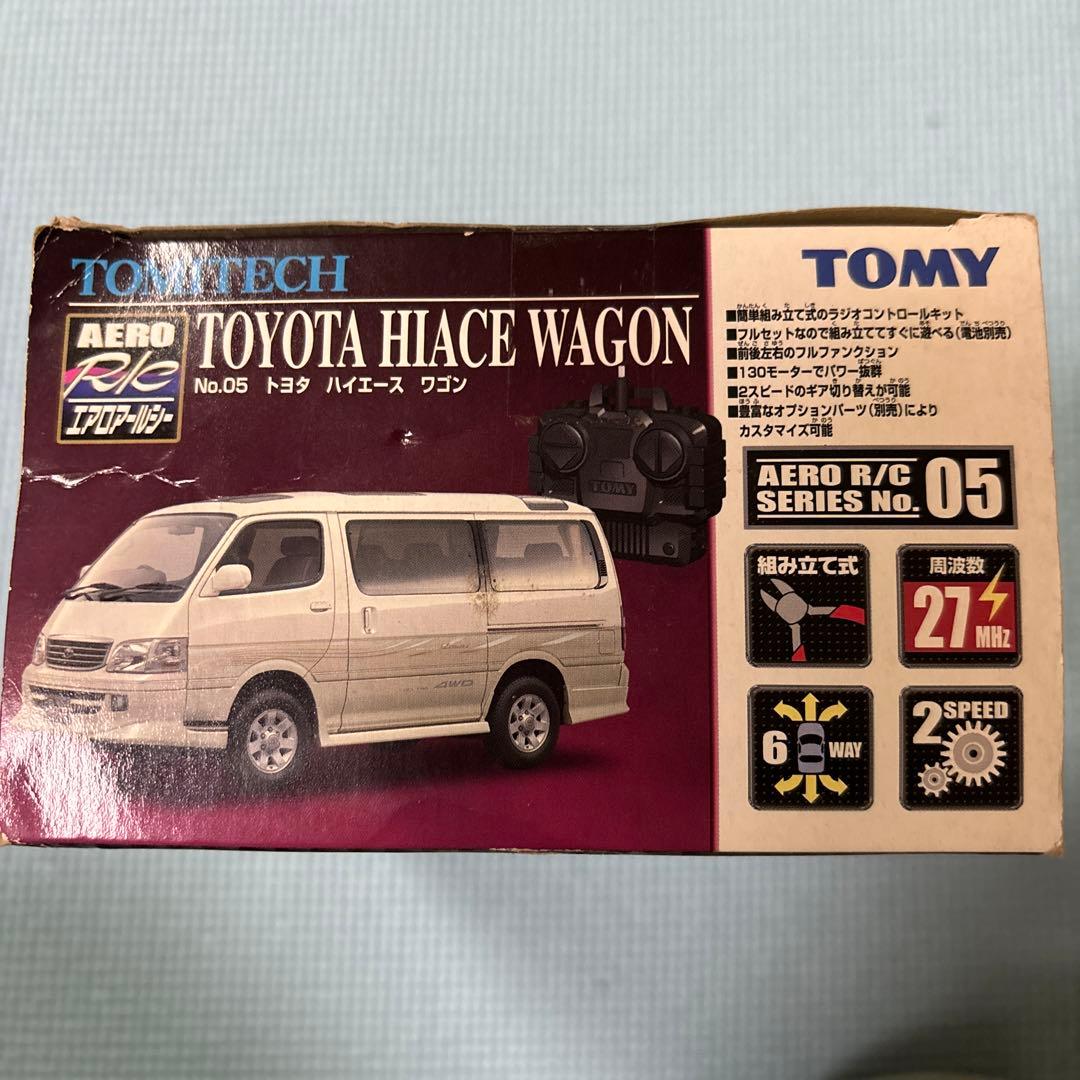 TOMITECH
AERO
R/C
エアロアールシー
TOYOTA HIACE WAGON
No.05 トヨタ ハイエース ワゴン
TOMY
TOMY
■簡単組み立て式のラジオコントロールキット
■フルセットなので組み立ててすぐに遊べる(電池別売)
■前後左右のフルファンクション
■130モーターでパワー抜群
■2スピードのギア切り替えが可能
■豊富なオプションパーツ(別売)により
カスタマイズ可能
AERO R/C
SERIES No. 05
組み立て式
周波数
27 MHz
6 WAY
2 SPEED
4WD